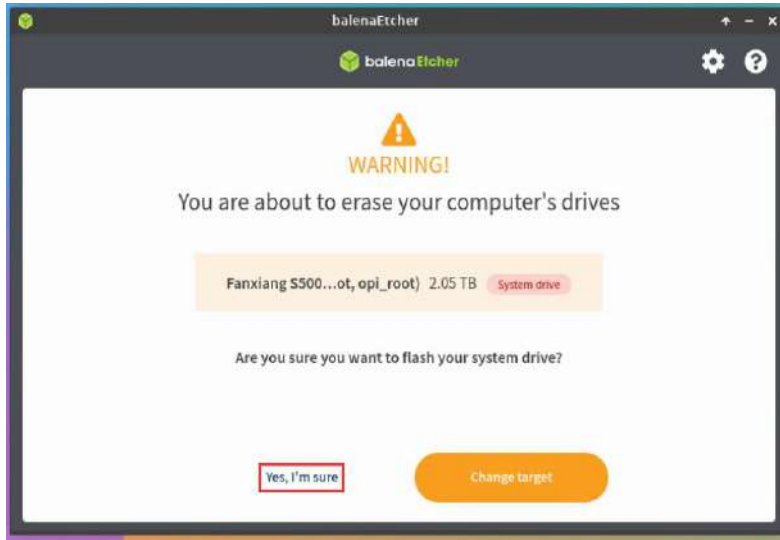 balenaEtcher
balenaEtcher
WARNING!
You are about to erase your computer's drives
Fanxiang S500...ot, opi_root) 2.05 TB System drive
Are you sure you want to flash your system drive?
Yes, I'm sure Change target